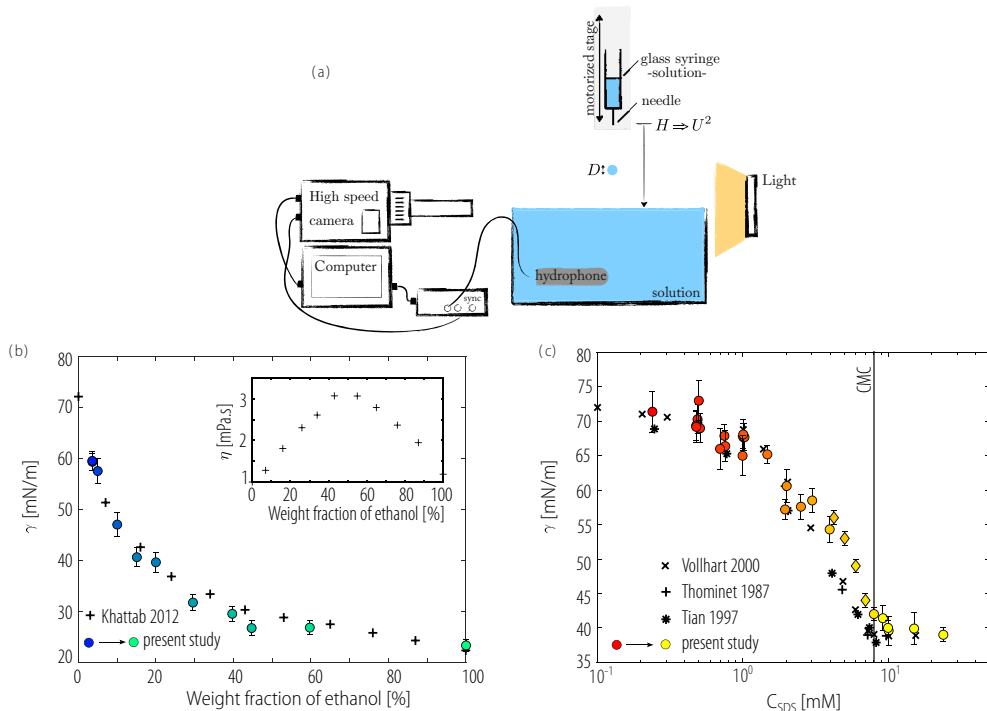 (a)
motorized stage
glass syringe
-solution-
needle
H ⇒ U²
D
Light
High speed
camera
Computer
sync
hydrophone
solution
(b)
80
70
60
50
40
30
20
γ [mN/m]
0 20 40 60 80 100
Weight fraction of ethanol [%]
Khattab 2012
present study
3
2
1
η [mPa.s]
0 20 40 60 80 100
Weight fraction of ethanol [%]
(c)
80
75
70
65
60
55
50
45
40
35
γ [mN/m]
CMC
Vollhart 2000
Thominet 1987
Tian 1997
present study
10⁻¹ 10⁰ 10¹
C_SDS [mM]